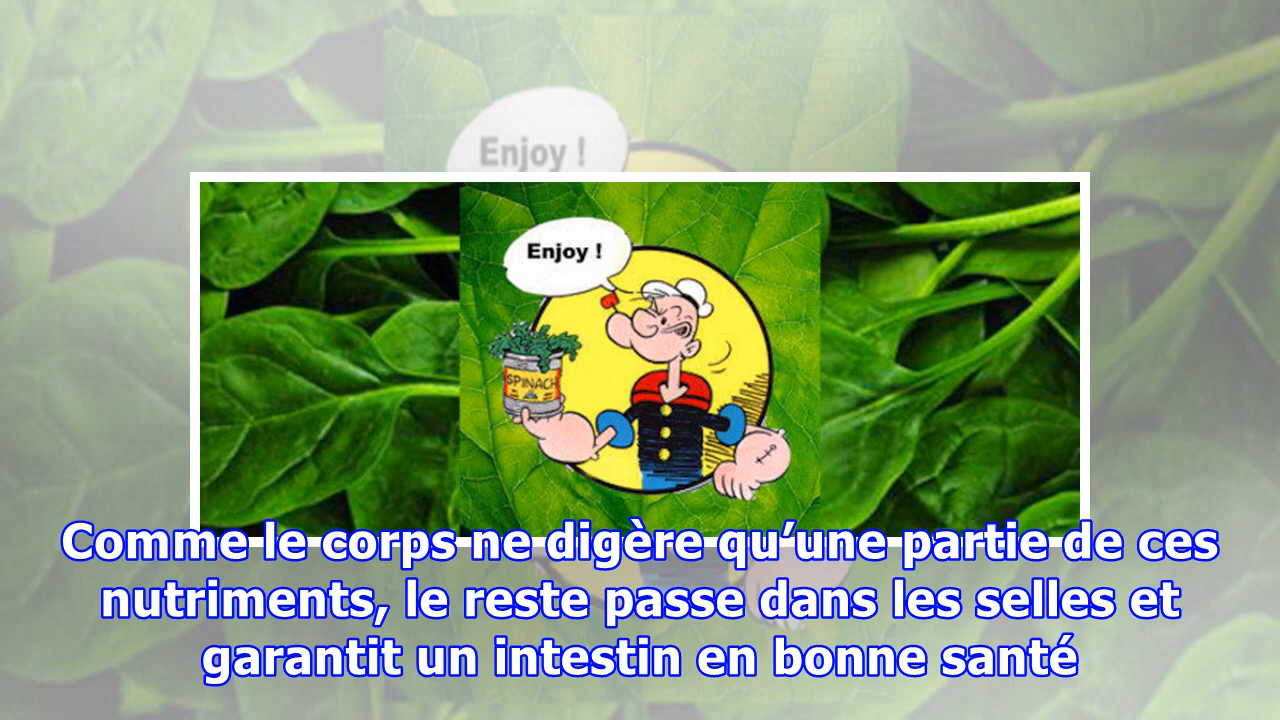 Enjoy !
Enjoy !
SPINACH
Comme le corps ne digère qu’une partie de ces
nutriments, le reste passe dans les selles et
garantit un intestin en bonne santé